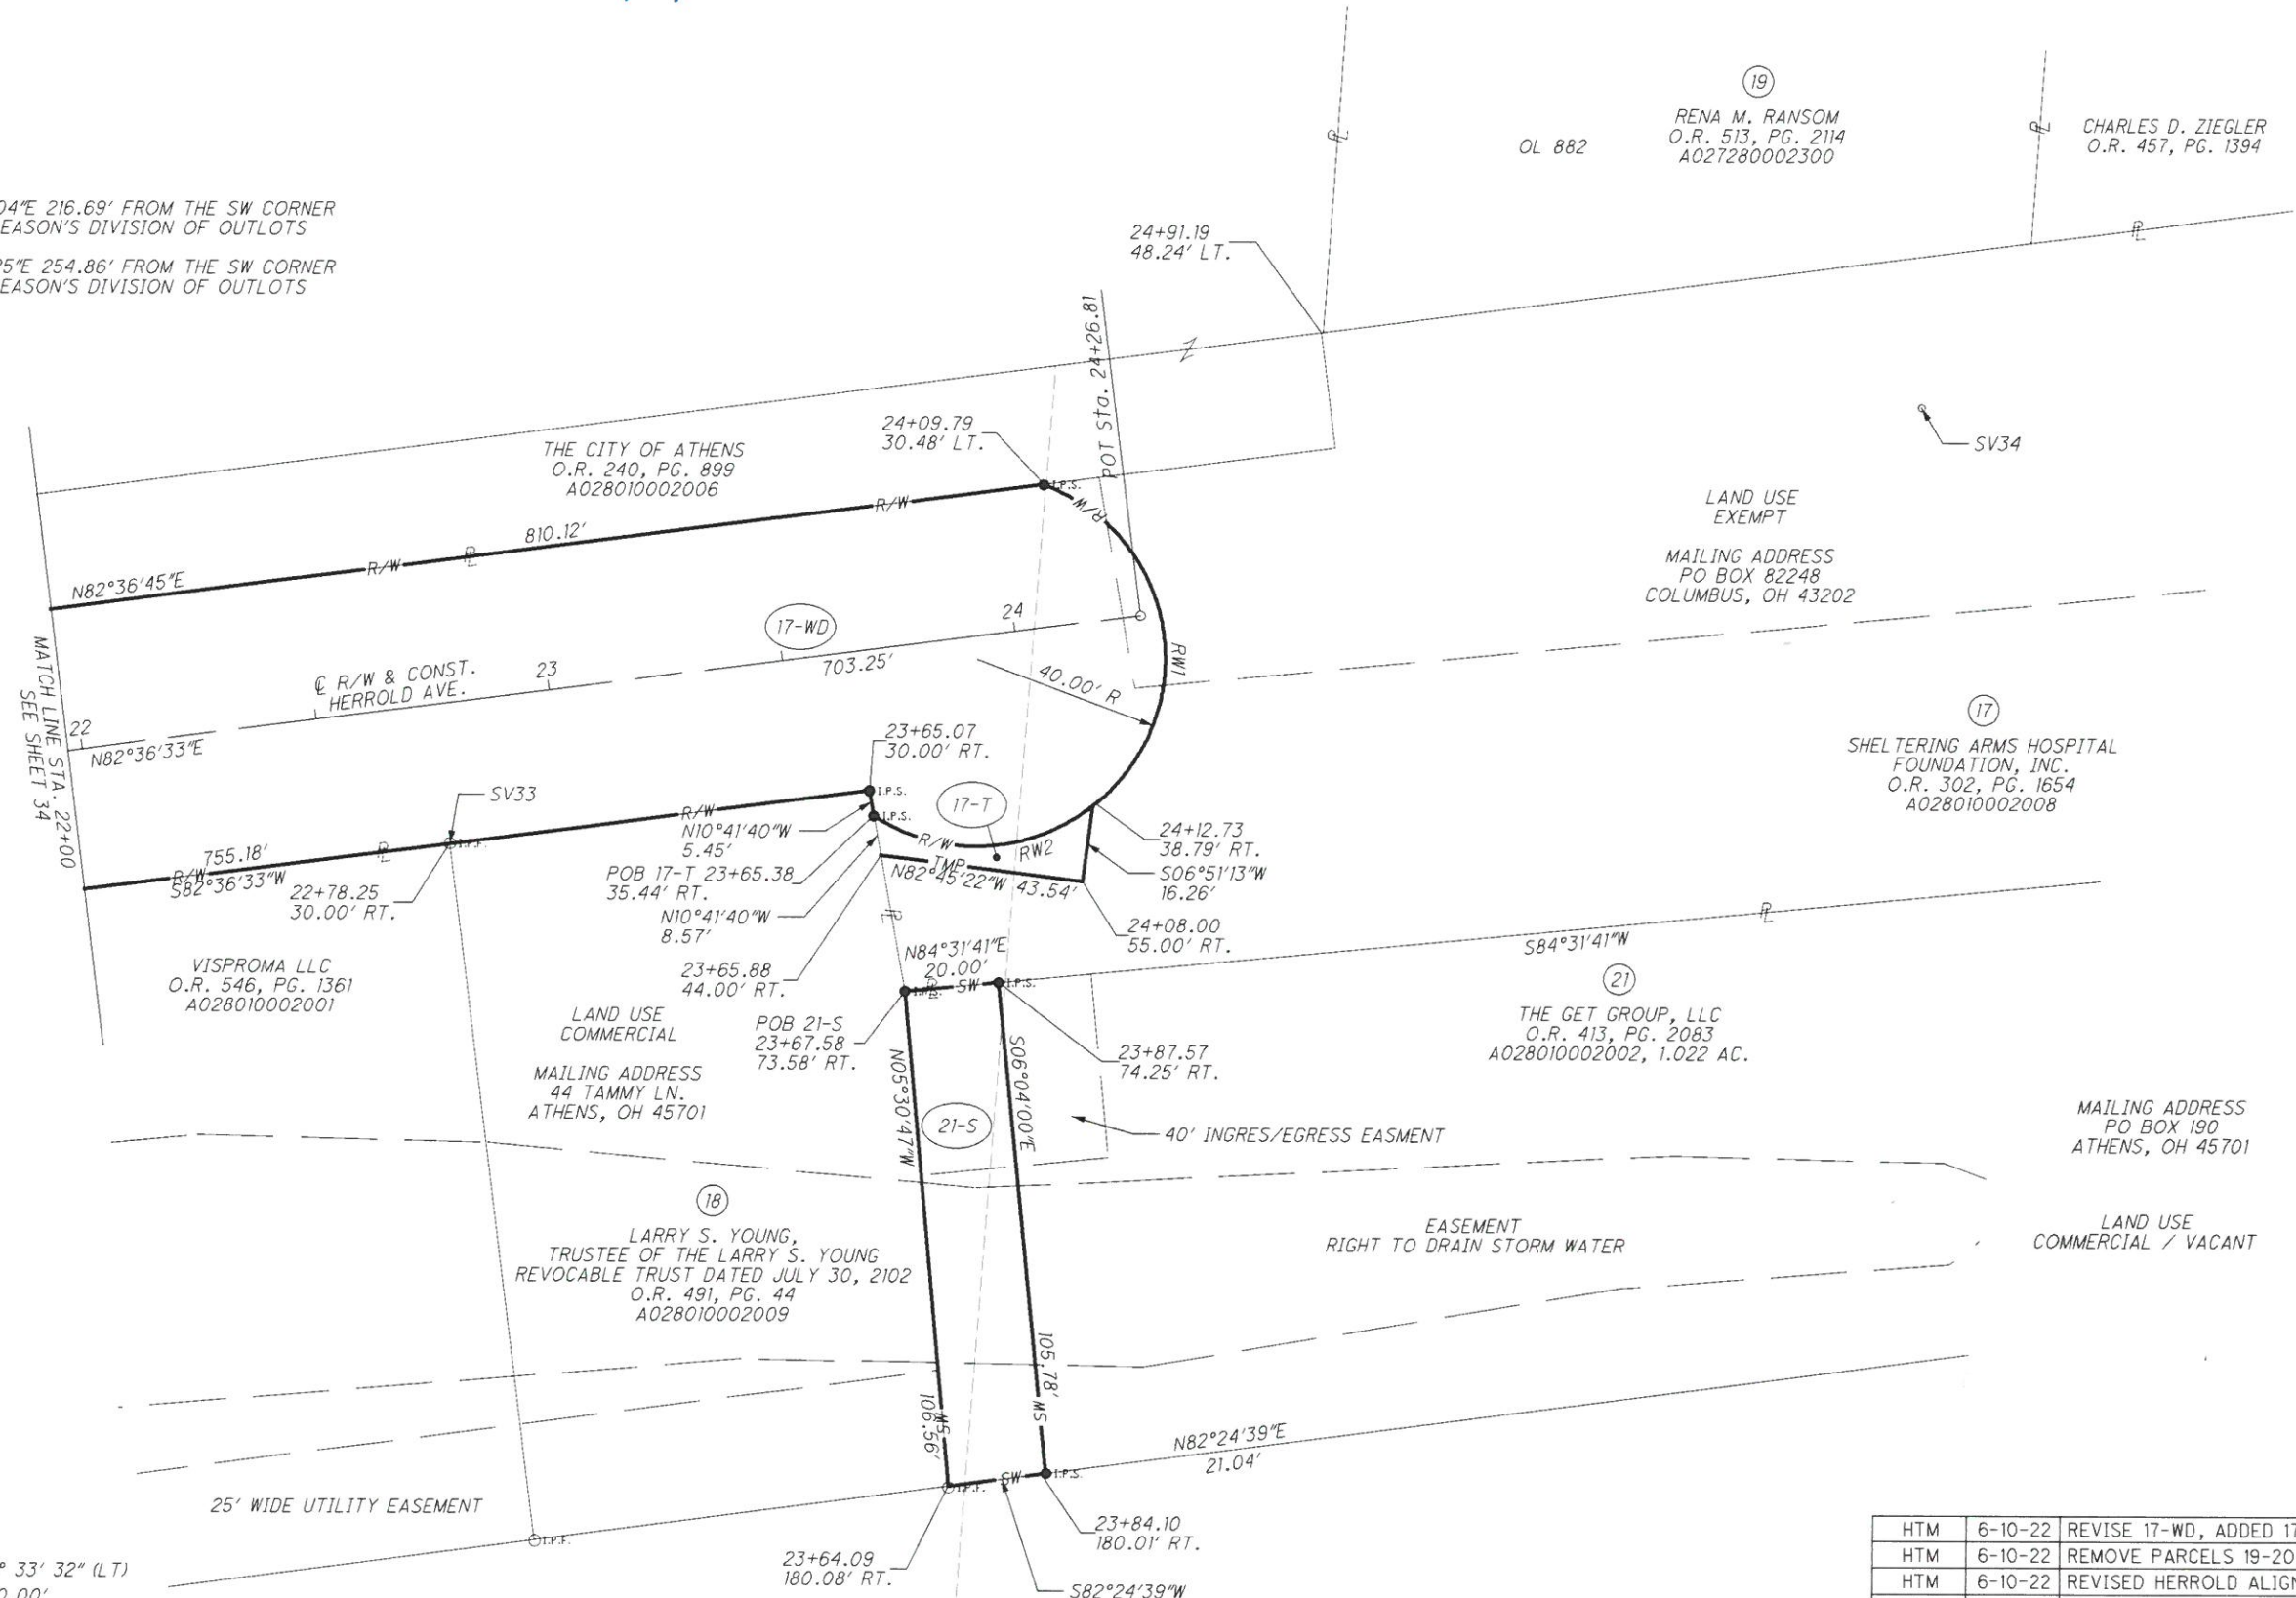 19
RENA M. RANSOM
O.R. 513, PG. 2114
A027280002300
OL 882
CHARLES D. ZIEGLER
O.R. 457, PG. 1394
04"E 216.69' FROM THE SW CORNER
EASON'S DIVISION OF OUTLOTS
5"E 254.86' FROM THE SW CORNER
EASON'S DIVISION OF OUTLOTS
24+91.19
48.24' LT.
POT Sta. 24+26.81
24+09.79
30.48' LT.
I.P.S.
THE CITY OF ATHENS
O.R. 240, PG. 899
A028010002006
SV34
LAND USE
EXEMPT
MAILING ADDRESS
PO BOX 82248
COLUMBUS, OH 43202
R/W
R/W
R/W
810.12'
N82°36'45"E
17-WD
24
703.25'
23
℄ R/W & CONST.
HERROLD AVE.
22
N82°36'33"E
MATCH LINE STA. 22+00
SEE SHEET 34
40.00' R
RW1
17
SHELTERING ARMS HOSPITAL
FOUNDATION, INC.
O.R. 302, PG. 1654
A028010002008
23+65.07
30.00' RT.
I.P.S.
I.P.S.
SV33
I.P.F.
R/W
N10°41'40"W
5.45'
17-T
R/W
RW2
24+12.73
38.79' RT.
S06°51'13"W
16.26'
755.18'
R/W
S82°36'33"W
22+78.25
30.00' RT.
POB 17-T 23+65.38
35.44' RT.
TMP
N82°45'22"W 43.54'
N10°41'40"W
8.57'
24+08.00
55.00' RT.
23+65.88
44.00' RT.
N84°31'41"E
20.00'
SW
I.P.S.
I.P.S.
S84°31'41"W
VISPROMA LLC
O.R. 546, PG. 1361
A028010002001
LAND USE
COMMERCIAL
MAILING ADDRESS
44 TAMMY LN.
ATHENS, OH 45701
POB 21-S
23+67.58
73.58' RT.
23+87.57
74.25' RT.
21
THE GET GROUP, LLC
O.R. 413, PG. 2083
A028010002002, 1.022 AC.
N05°30'47"W
S06°04'00"E
21-S
40' INGRES/EGRESS EASMENT
MAILING ADDRESS
PO BOX 190
ATHENS, OH 45701
LAND USE
COMMERCIAL / VACANT
18
LARRY S. YOUNG,
TRUSTEE OF THE LARRY S. YOUNG
REVOCABLE TRUST DATED JULY 30, 2102
O.R. 491, PG. 44
A028010002009
EASEMENT
RIGHT TO DRAIN STORM WATER
105.78'
SW
106.56'
SW
N82°24'39"E
21.04'
SW
I.P.S.
I.P.F.
25' WIDE UTILITY EASEMENT
I.P.F.
23+84.10
180.01' RT.
23+64.09
180.08' RT.
S82°24'39"W
° 33' 32" (LT)
HTM 6-10-22 REVISE 17-WD, ADDED 17
HTM 6-10-22 REMOVE PARCELS 19-20
HTM 6-10-22 REVISED HERROLD ALIGN